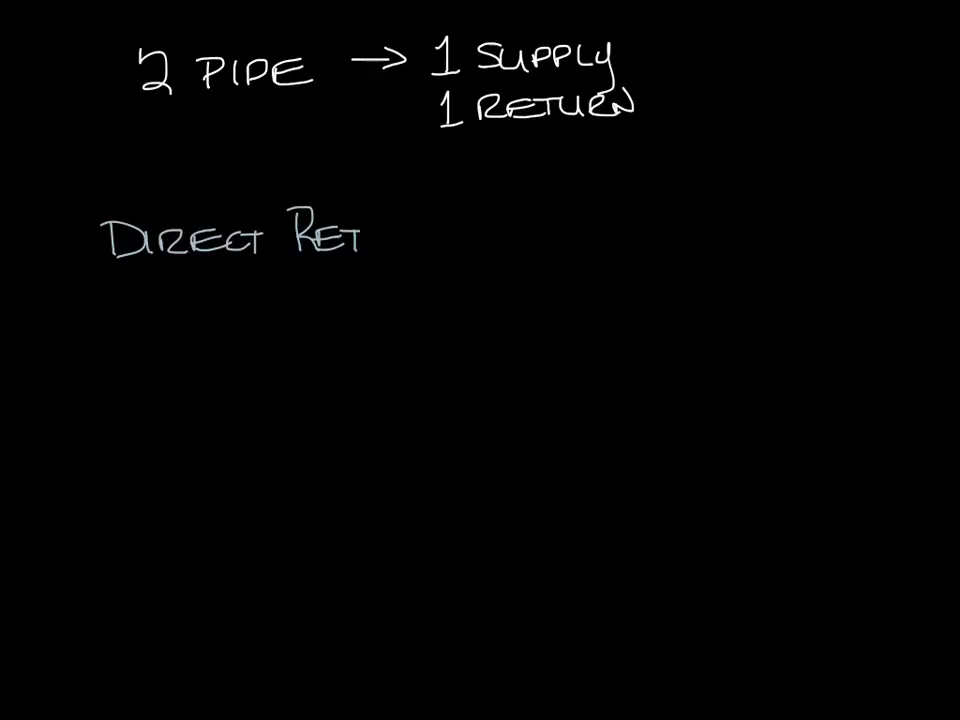 2 PIPE → 1 SUPPLY
1 RETURN
DIRECT RET